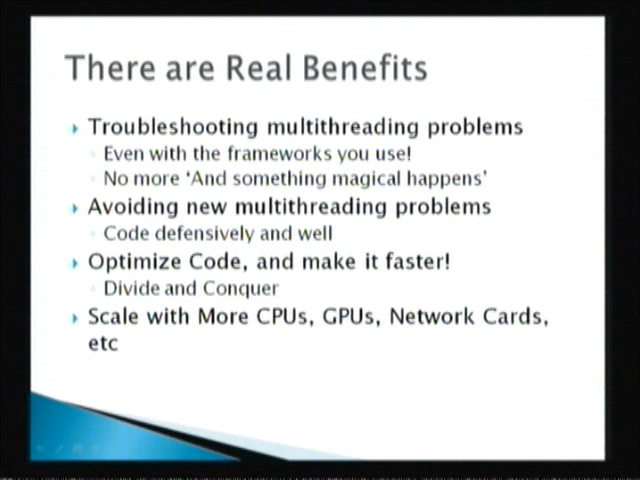 There are Real Benefits
Troubleshooting multithreading problems
Even with the frameworks you use!
No more ‘And something magical happens’
Avoiding new multithreading problems
Code defensively and well
Optimize Code, and make it faster!
Divide and Conquer
Scale with More CPUs, GPUs, Network Cards,
etc